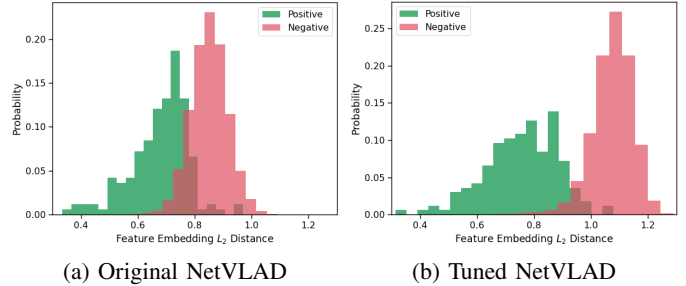 Positive
Negative
Probability
0.20
0.15
0.10
0.05
0.00
0.4 0.6 0.8 1.0 1.2
Feature Embedding L₂ Distance
(a) Original NetVLAD
Positive
Negative
Probability
0.25
0.20
0.15
0.10
0.05
0.00
0.4 0.6 0.8 1.0 1.2
Feature Embedding L₂ Distance
(b) Tuned NetVLAD